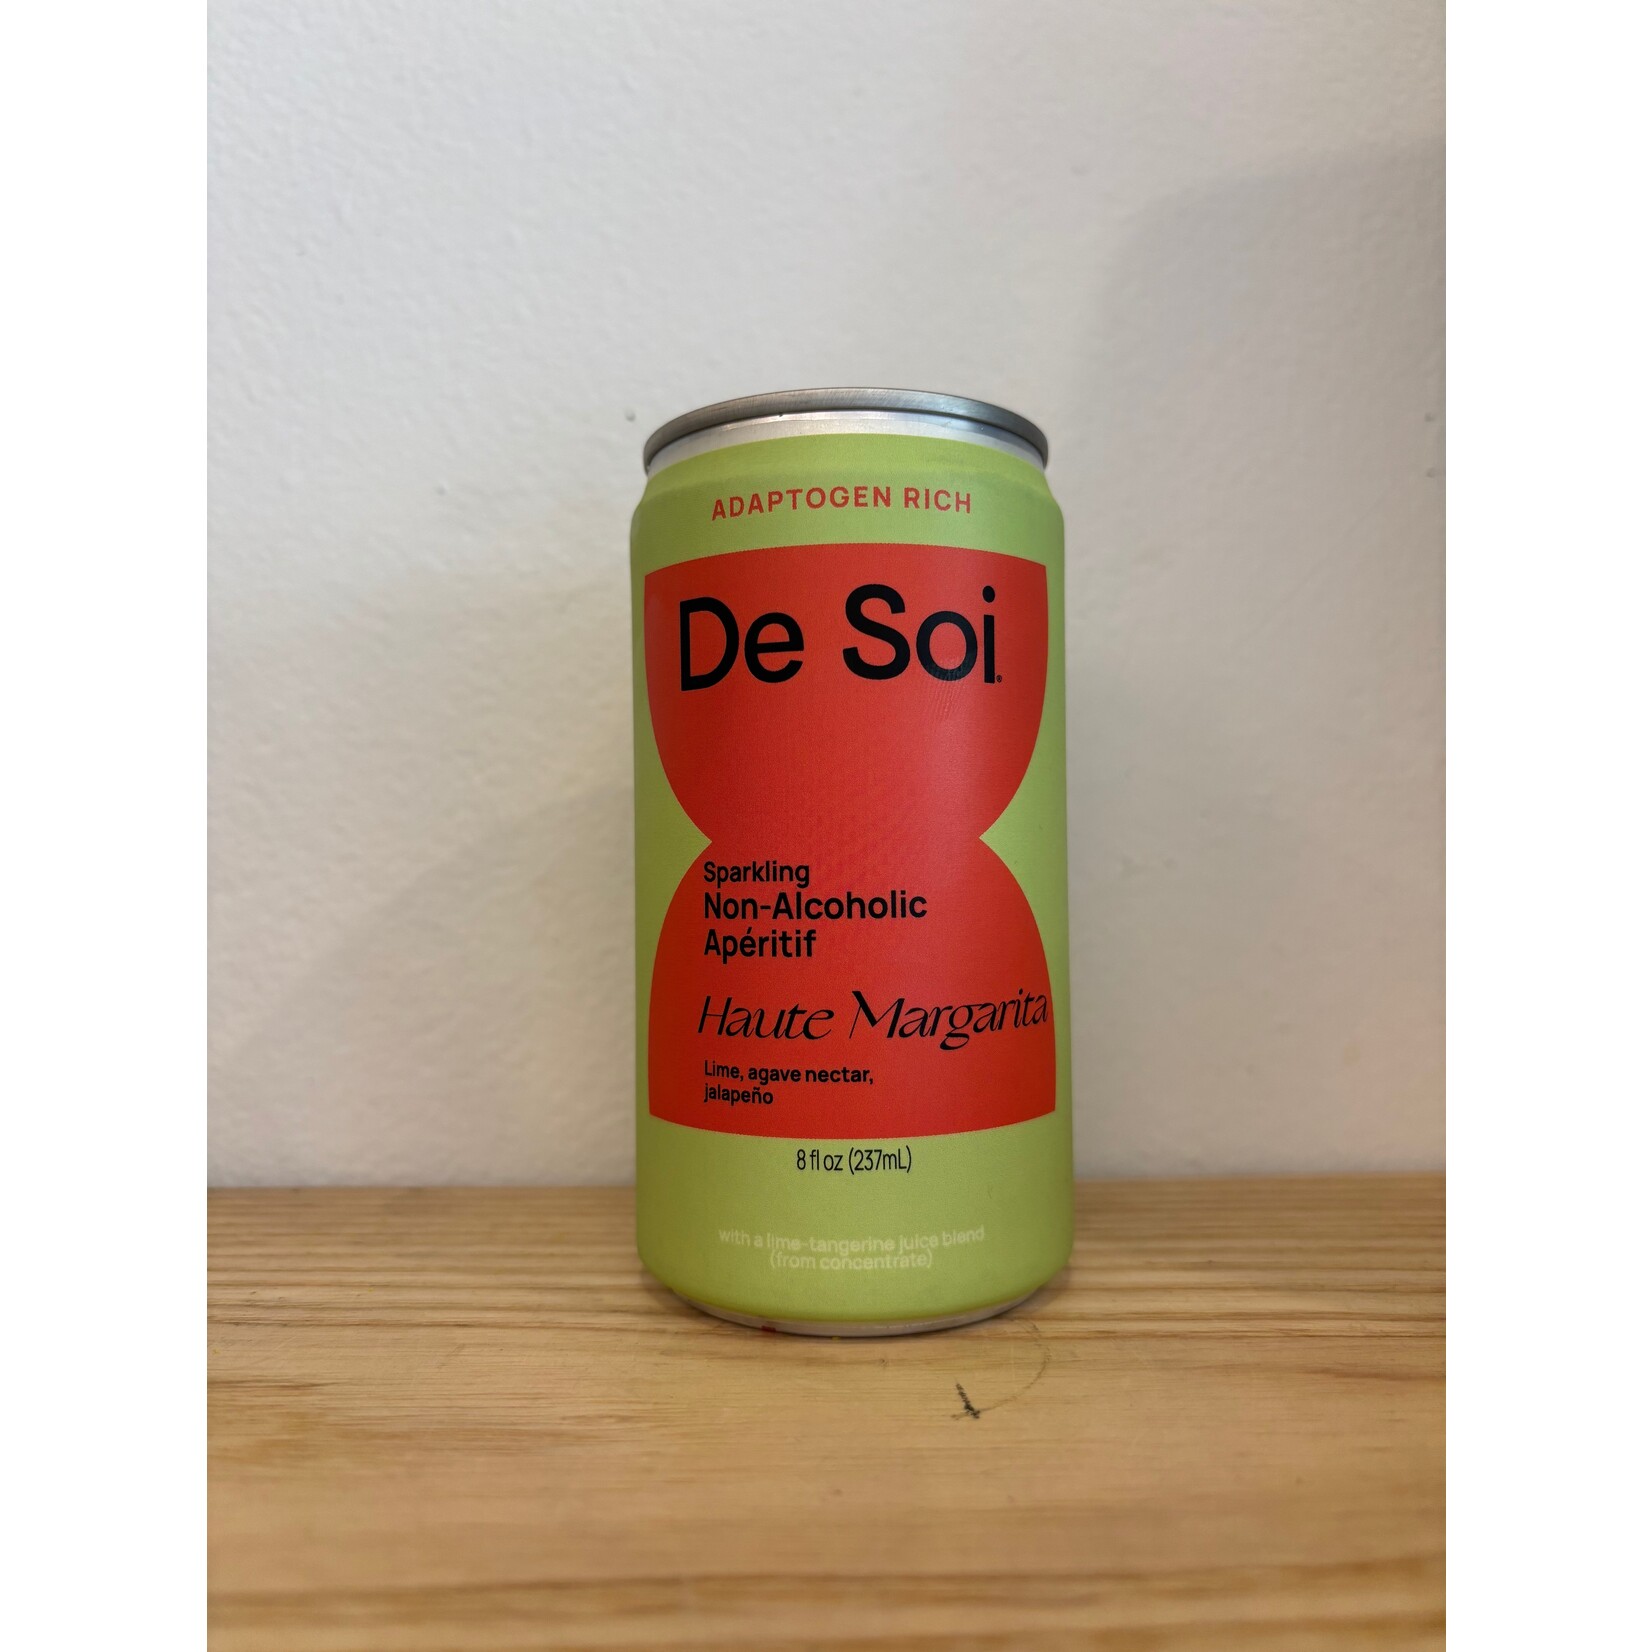 ADAPTOGEN RICH
De Soi®
Sparkling
Non-Alcoholic
Apéritif
Haute Margarita
Lime, agave nectar,
jalapeño
8 fl oz (237mL)
with a lime-tangerine juice blend
(from concentrate)